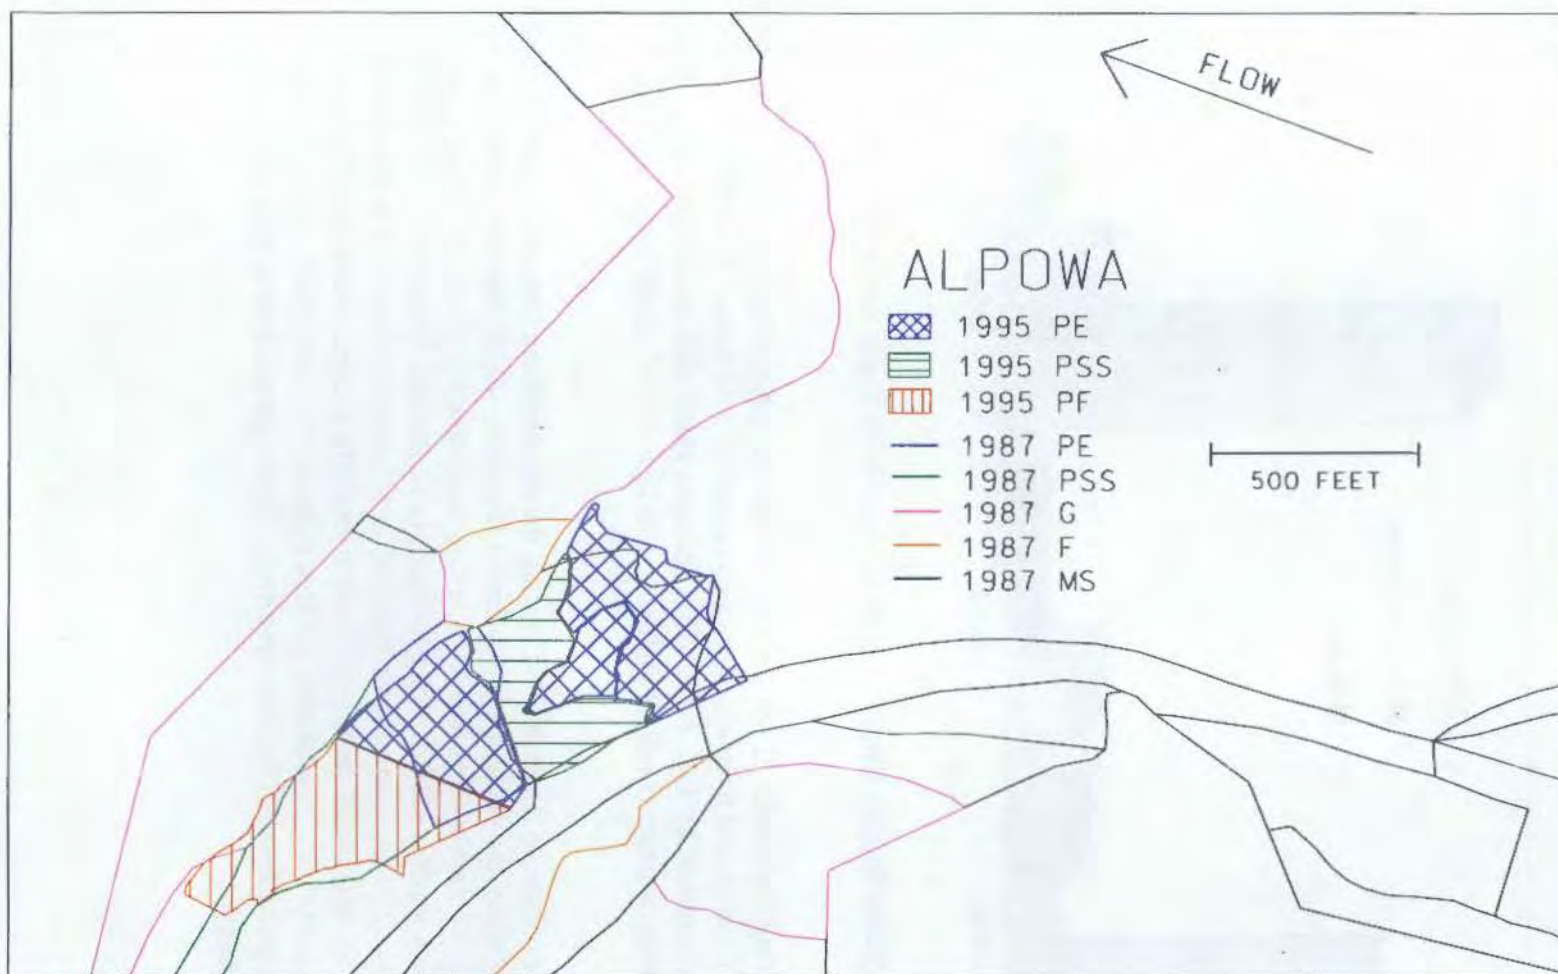 FLOW
ALPOWA
1995 PE
1995 PSS
1995 PF
1987 PE
1987 PSS
1987 G
1987 F
1987 MS
500 FEET